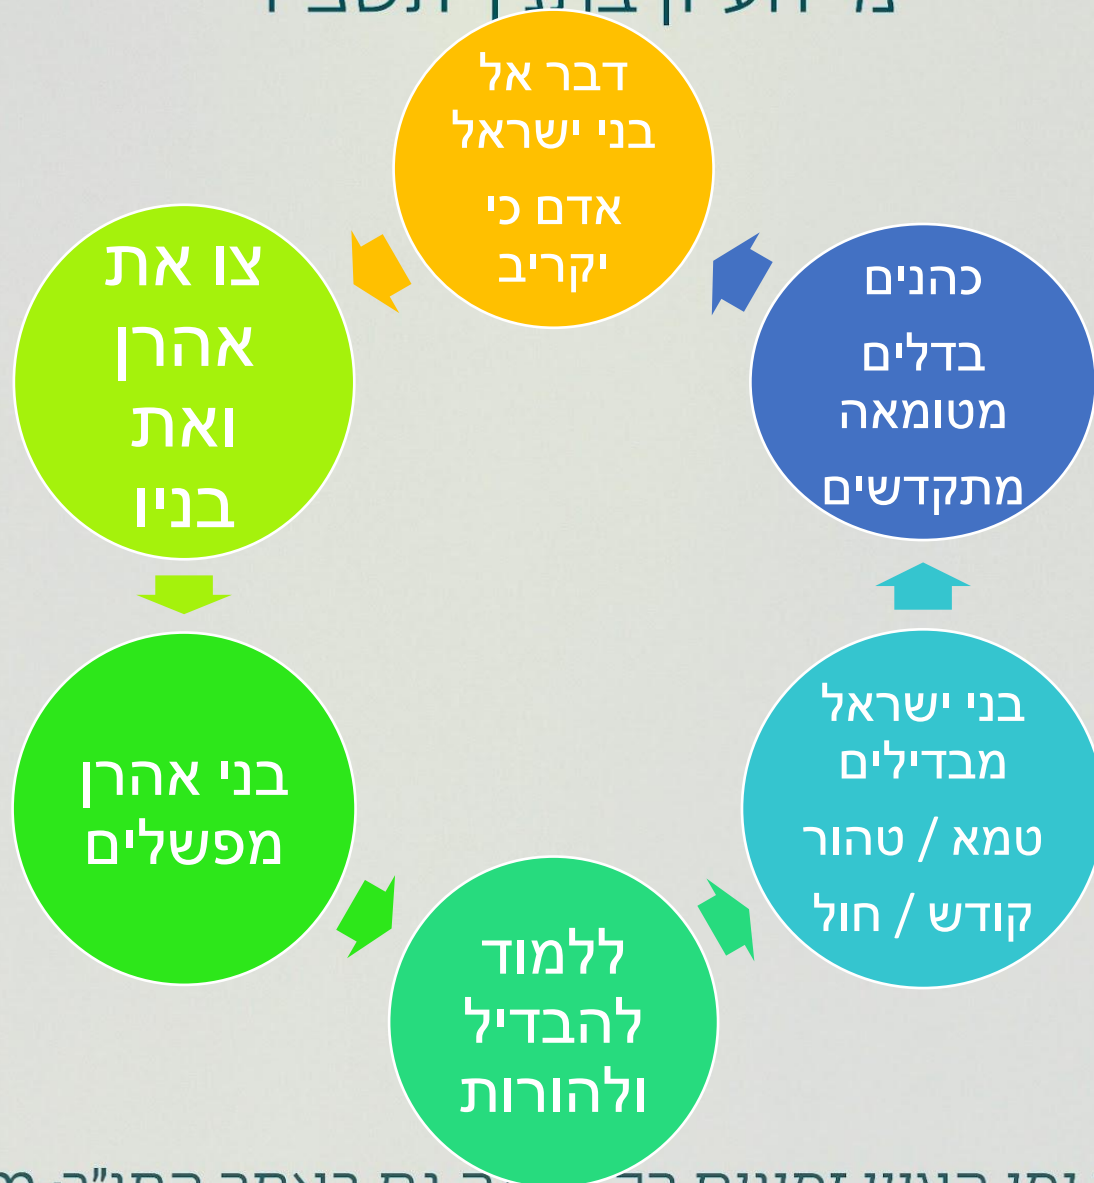 דבר אל
בני ישראל
אדם כי
יקריב
צו את
אהרן
ואת
בניו
בני אהרן
מפשלים
ללמוד
להבדיל
ולהורות
בני ישראל
מבדילים
טמא / טהור
קודש / חול
כהנים
בדלים
מטומאה
מתקדשים